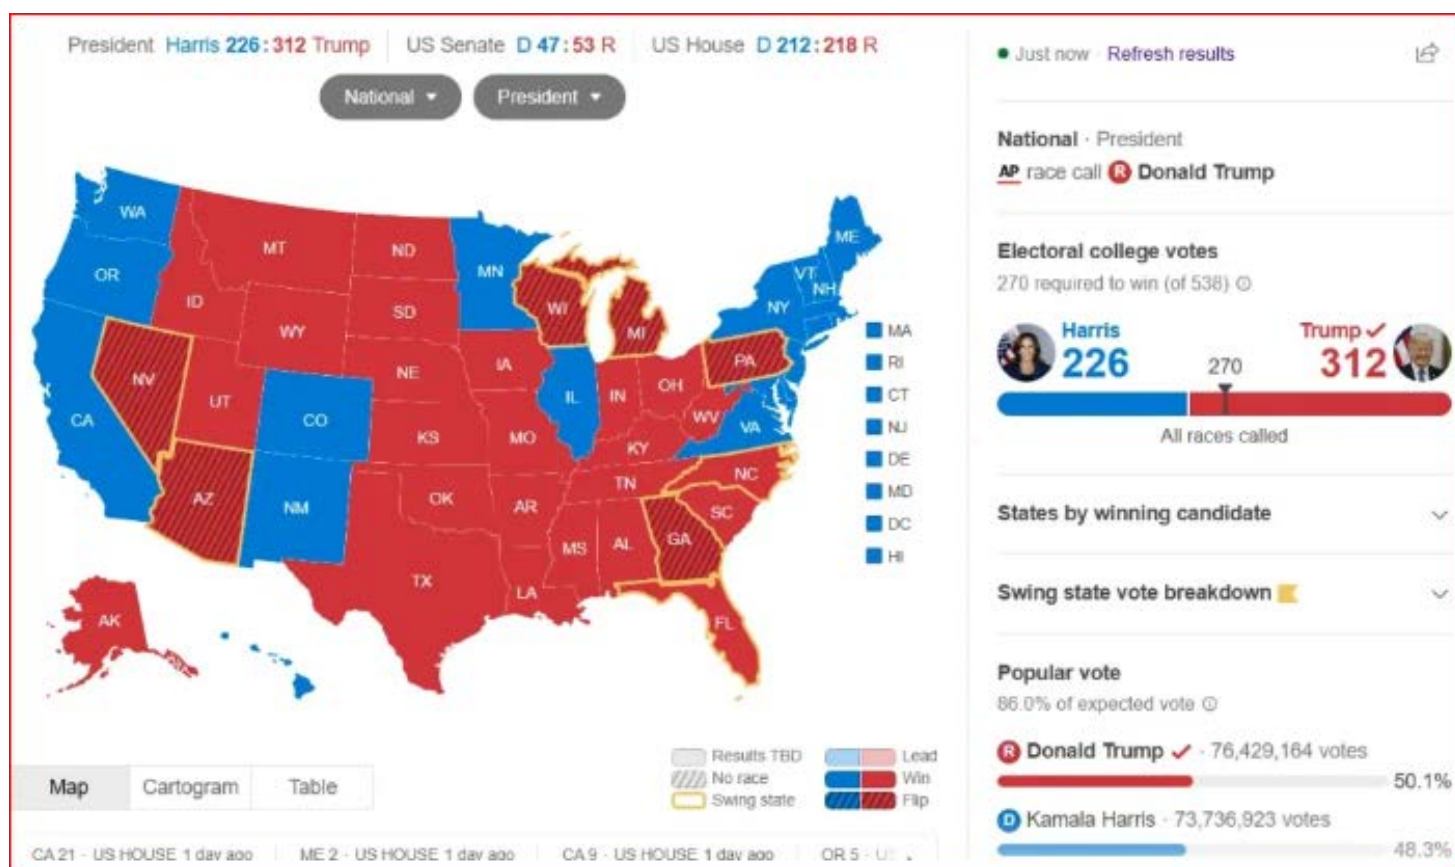 President Harris 226:312 Trump US Senate D 47:53 R US House D 212:218 R
National President
WA
MT
ND
MN
OR
ID
SD
WY
WI
MI
ME
VT
NH
NY
NV
UT
NE
IA
PA
CA
CO
KS
MO
IL
IN
OH
WV
VA
KY
AZ
NM
OK
AR
TN
NC
SC
MS
AL
GA
TX
LA
FL
AK
MA
RI
CT
NJ
DE
MD
DC
HI
Results TBD Lead
No race Win
Swing state Flip
Map Cartogram Table
CA 21 - US HOUSE 1 day ago ME 2 - US HOUSE 1 day ago CA 9 - US HOUSE 1 day ago OR 5 - US
Just now · Refresh results
National · President
AP race call R Donald Trump
Electoral college votes
270 required to win (of 538)
Harris Trump
226 270 312
All races called
States by winning candidate
Swing state vote breakdown
Popular vote
86.0% of expected vote
R Donald Trump · 76,429,164 votes
50.1%
D Kamala Harris · 73,736,923 votes
48.3%